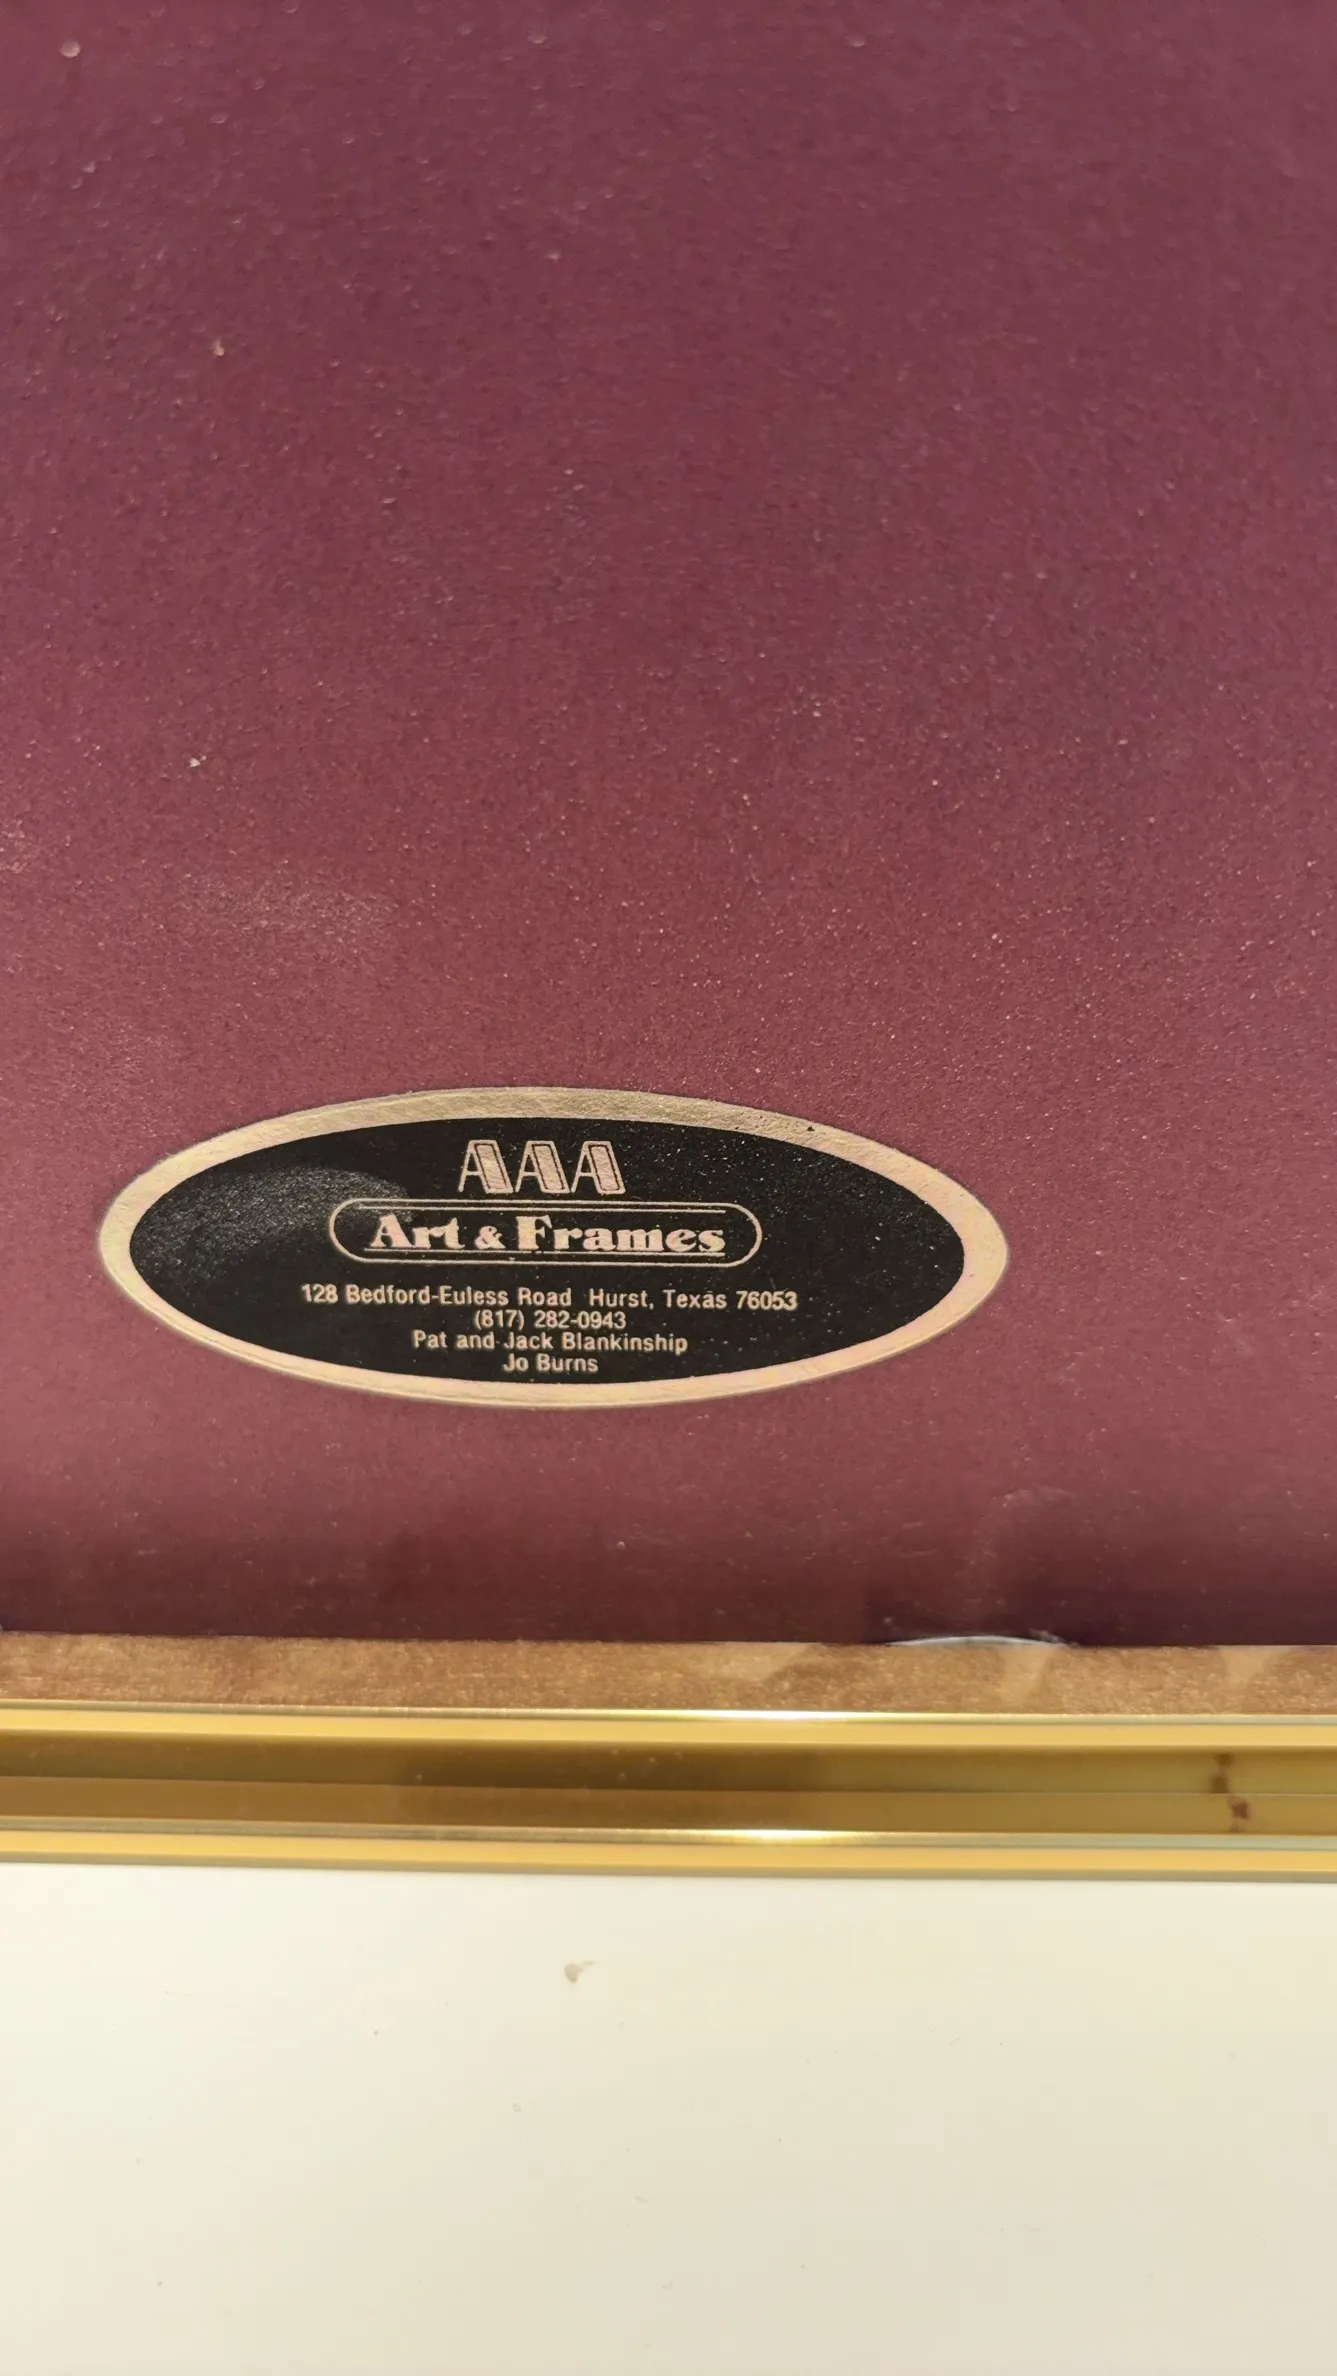 AAA
Art & Frames
128 Bedford-Euless Road Hurst, Texas 76053
(817) 282-0943
Pat and Jack Blankinship
Jo Burns